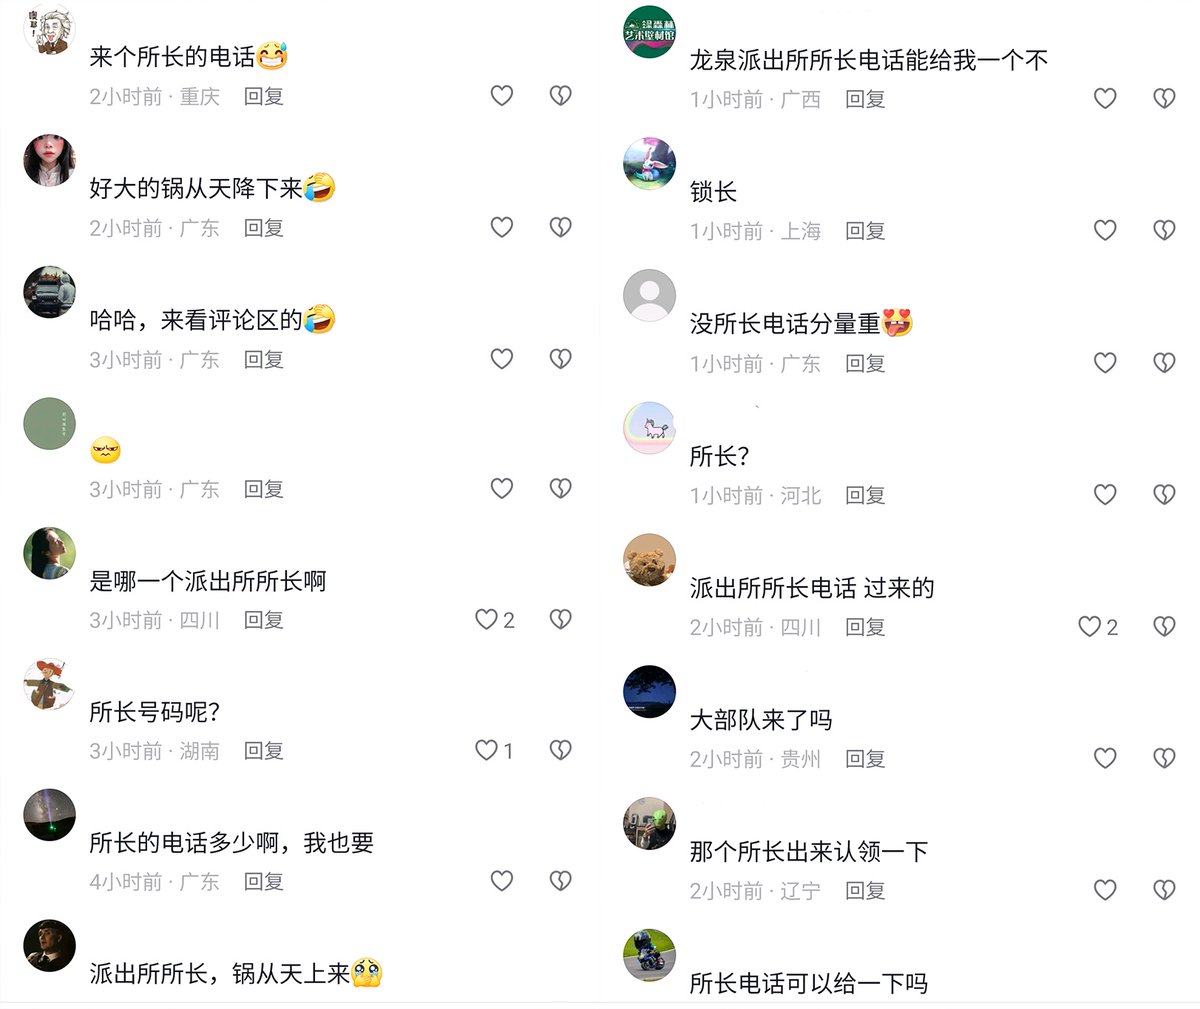 噢耶！
来个所长的电话
2小时前 · 重庆 回复
好大的锅从天降下来
2小时前 · 广东 回复
哈哈，来看评论区的
3小时前 · 广东 回复
3小时前 · 广东 回复
是哪一个派出所所长啊
3小时前 · 四川 回复 2
所长号码呢？
3小时前 · 湖南 回复 1
所长的电话多少啊，我也要
4小时前 · 广东 回复
派出所所长，锅从天上来
绿森林
艺术壁材馆
龙泉派出所所长电话能给我一个不
1小时前 · 广西 回复
锁长
1小时前 · 上海 回复
没所长电话分量重
1小时前 · 广东 回复
所长？
1小时前 · 河北 回复
派出所所长电话 过来的
2小时前 · 四川 回复 2
大部队来了吗
2小时前 · 贵州 回复
那个所长出来认领一下
2小时前 · 辽宁 回复
所长电话可以给一下吗